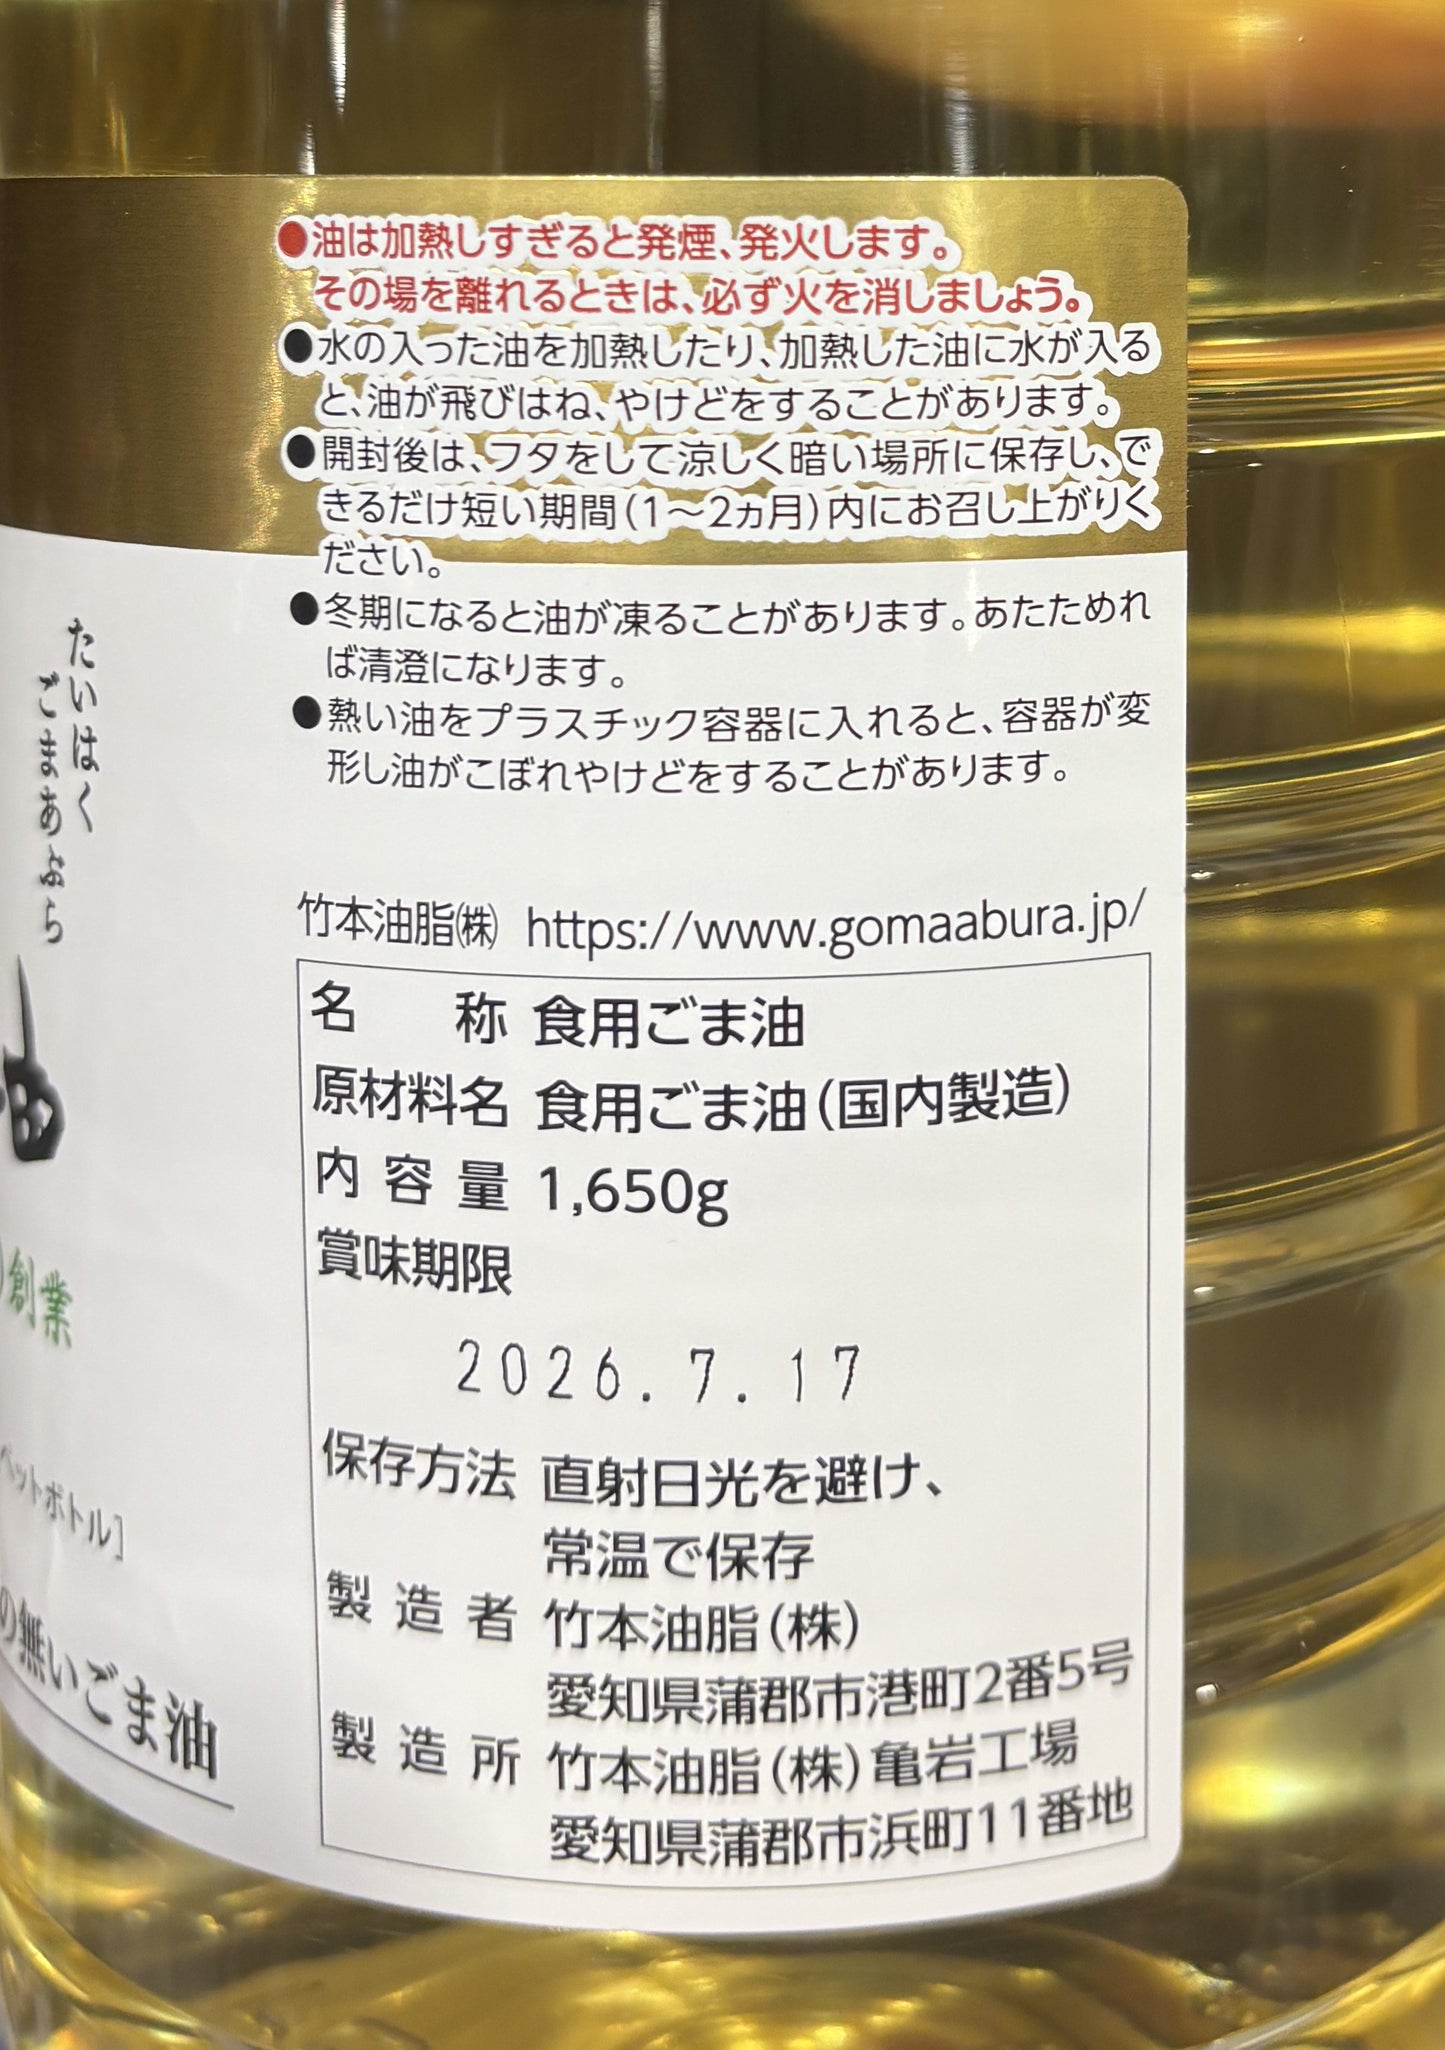 ●油は加熱しすぎると発煙、発火します。
その場を離れるときは、必ず火を消しましょう。
●水の入った油を加熱したり、加熱した油に水が入る
と、油が飛びはね、やけどをすることがあります。
●開封後は、フタをして涼しく暗い場所に保存し、で
きるだけ短い期間(1〜2ヵ月)内にお召し上がりく
ださい。
●冬期になると油が凍ることがあります。あたためれ
ば清澄になります。
●熱い油をプラスチック容器に入れると、容器が変
形し油がこぼれやけどをすることがあります。
竹本油脂㈱ https://www.gomaabura.jp/
名称 食用ごま油
原材料名 食用ごま油(国内製造)
内容量 1,650g
賞味期限
2026.7.17
保存方法 直射日光を避け、
常温で保存
製造者 竹本油脂(株)
愛知県蒲郡市港町2番5号
製造所 竹本油脂(株)亀岩工場
愛知県蒲郡市浜町11番地
たいはく
ごまあぶら
油
創業
ペットボトル]
の無いごま油